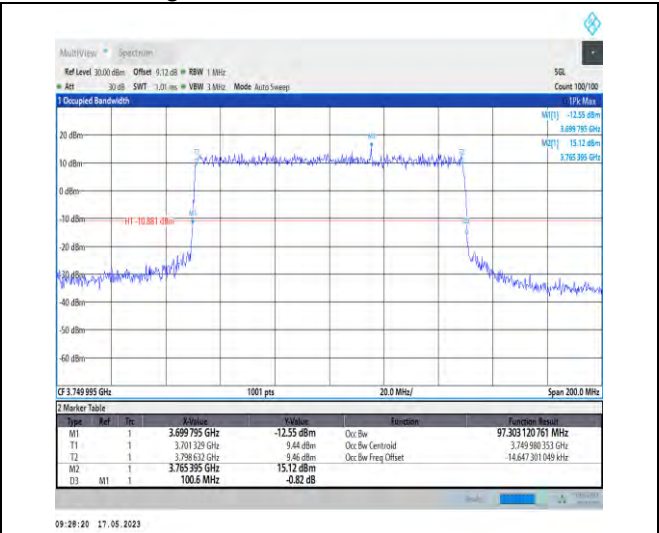 MultiView Spectrum
Ref Level 30.00 dBm Offset 9.12 dB RBW 1 MHz SGL
Att 30 dB SWT 1.01 ms VBW 3 MHz Mode Auto Sweep Count 100/100
1 Occupied Bandwidth 1Pk Max
M1[1] -12.55 dBm
3.699 795 GHz
20 dBm M2[1] 15.12 dBm
3.765 395 GHz
10 dBm
0 dBm
M1
-10 dBm H1 -10.881 dBm
-20 dBm
-30 dBm
-40 dBm
-50 dBm
-60 dBm
CF 3.749 995 GHz 1001 pts 20.0 MHz/ Span 200.0 MHz
2 Marker Table
Type Ref Trc X-Value Y-Value Function Function Result
M1 1 3.699 795 GHz -12.55 dBm Occ Bw 97.303 120 761 MHz
T1 1 3.701 329 GHz 9.44 dBm Occ Bw Centroid 3.749 980 353 GHz
T2 1 3.798 632 GHz 9.46 dBm Occ Bw Freq Offset -14.647 301 049 kHz
M2 1 3.765 395 GHz 15.12 dBm
D3 M1 1 100.6 MHz -0.82 dB
09:28:20 17.05.2023